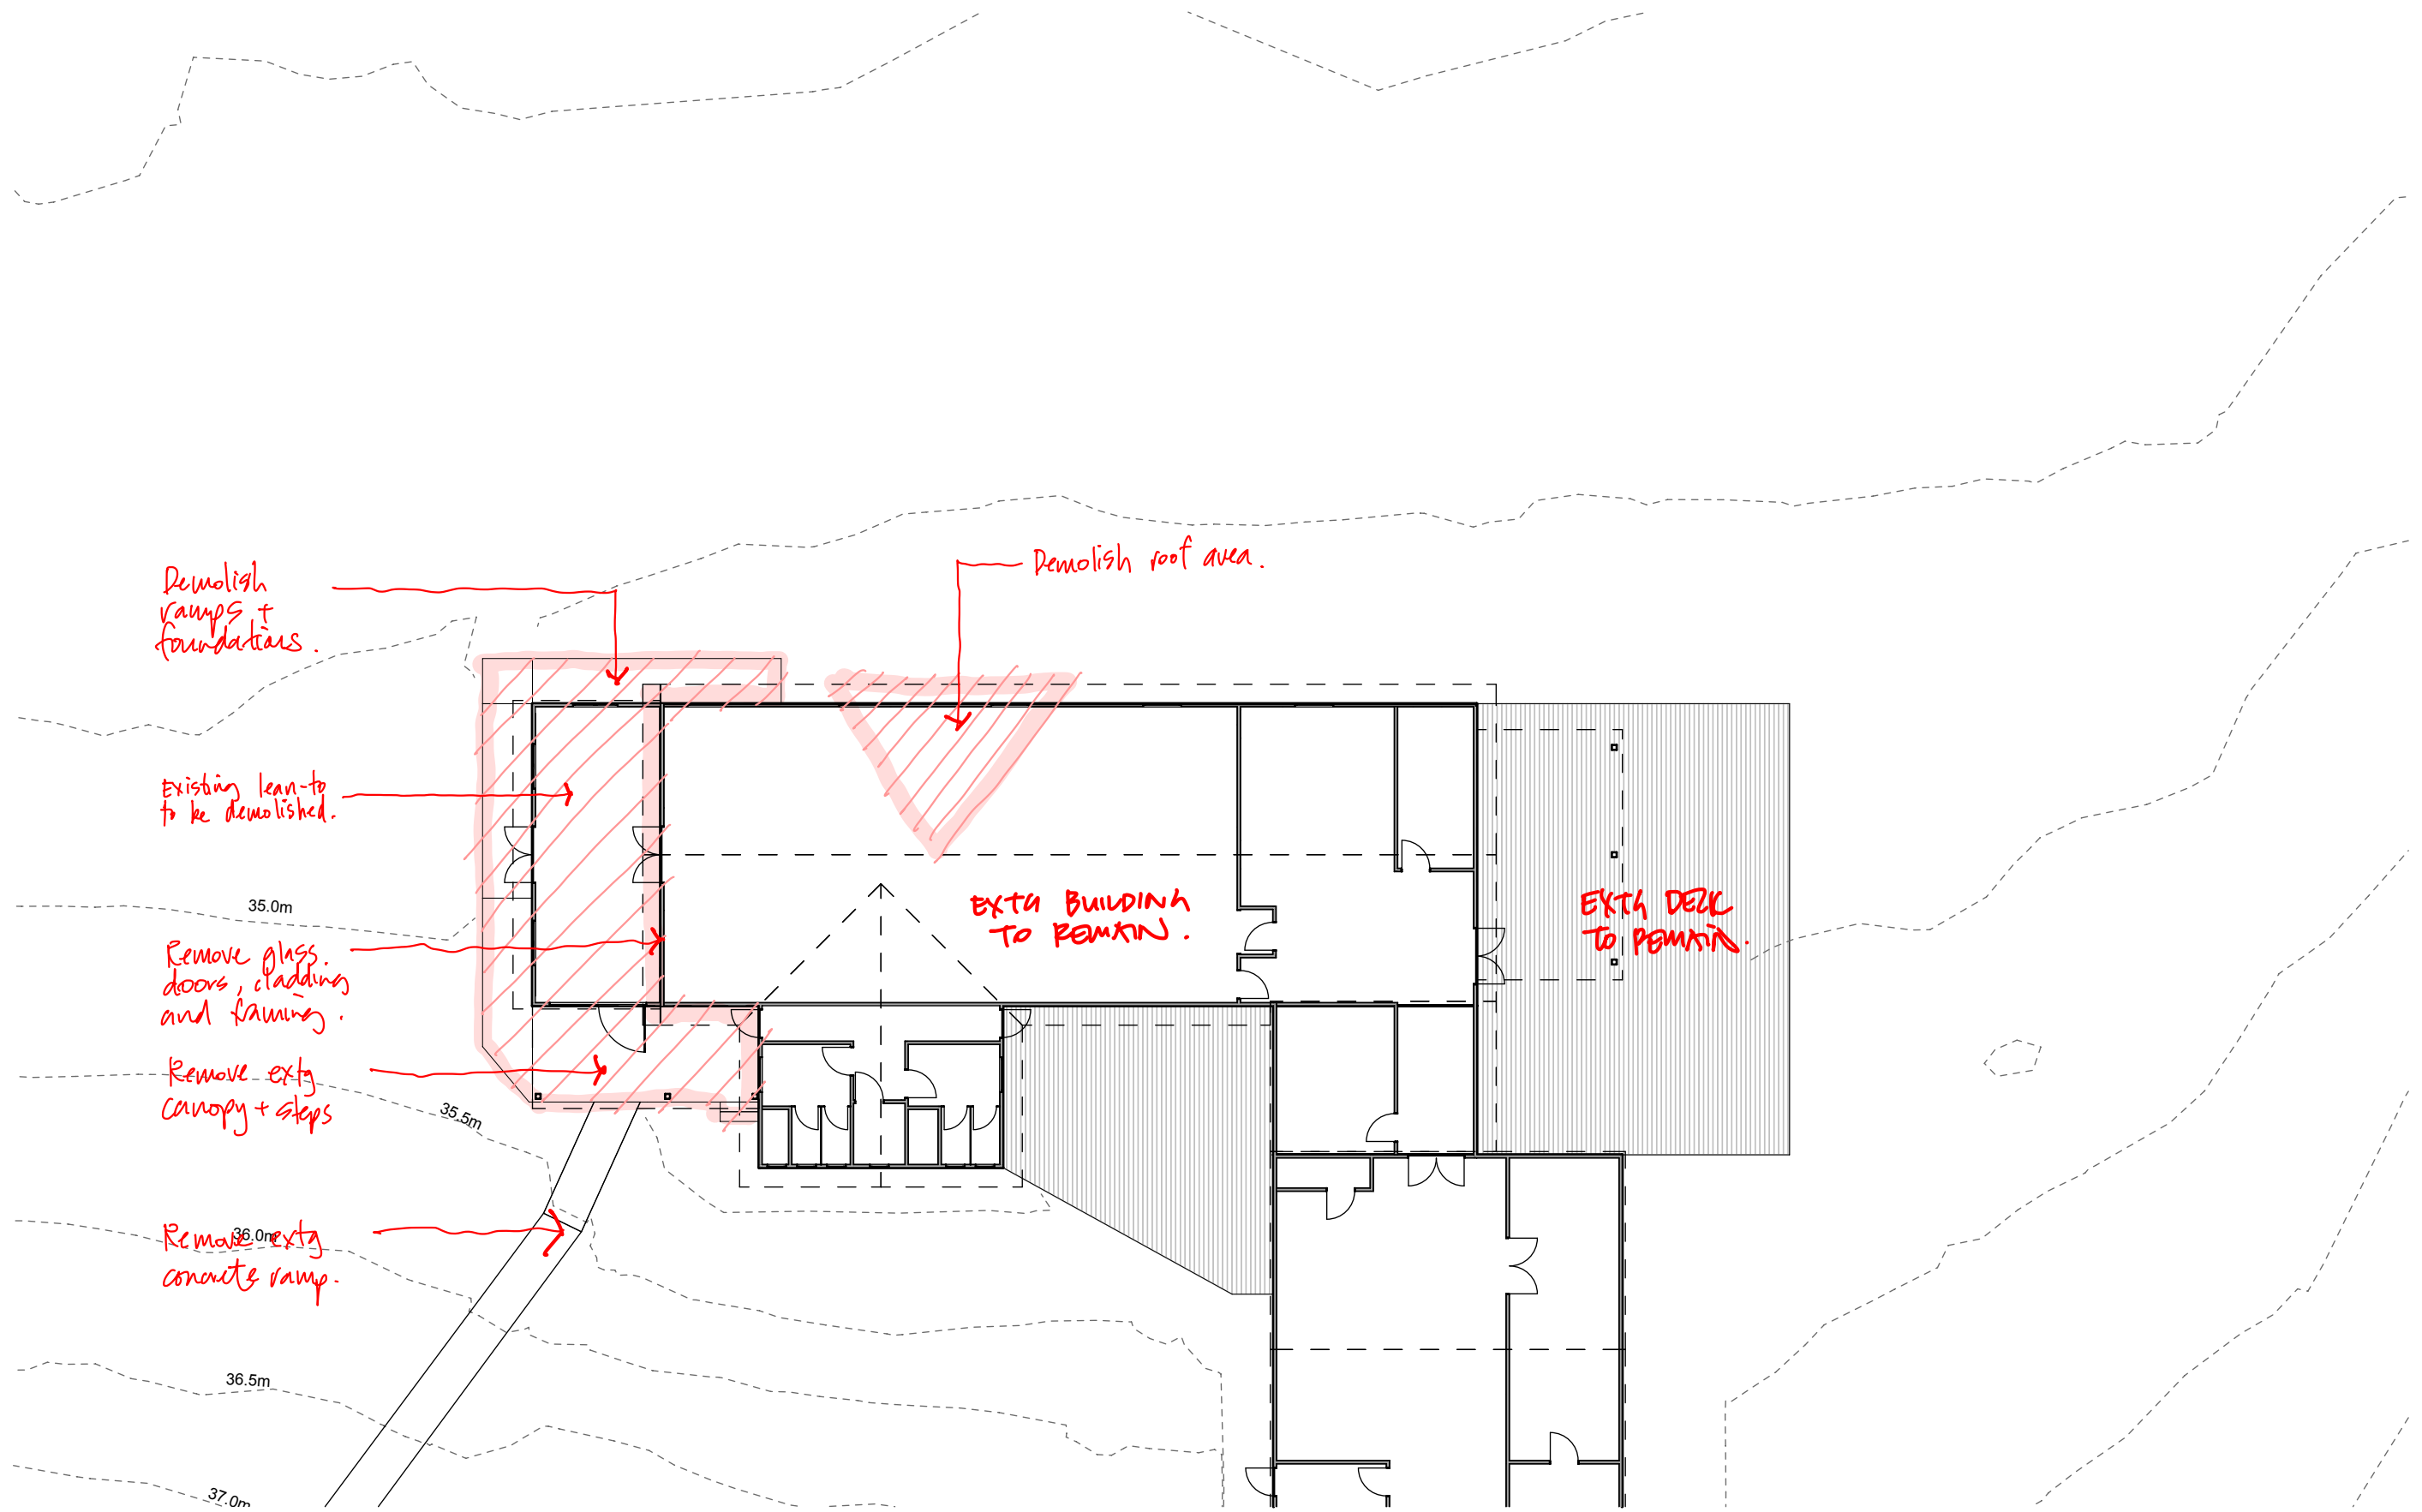 Demolish roof area.
Demolish
ramps +
foundations.
Existing lean-to
to be demolished.
EXTG BUILDING
TO REMAIN.
EXTG DECK
TO REMAIN.
35.0m
Remove glass.
doors, cladding
and framing.
Remove extg
canopy + steps
35.5m
36.0m
Remove extg
concrete ramp.
36.5m
37.0m